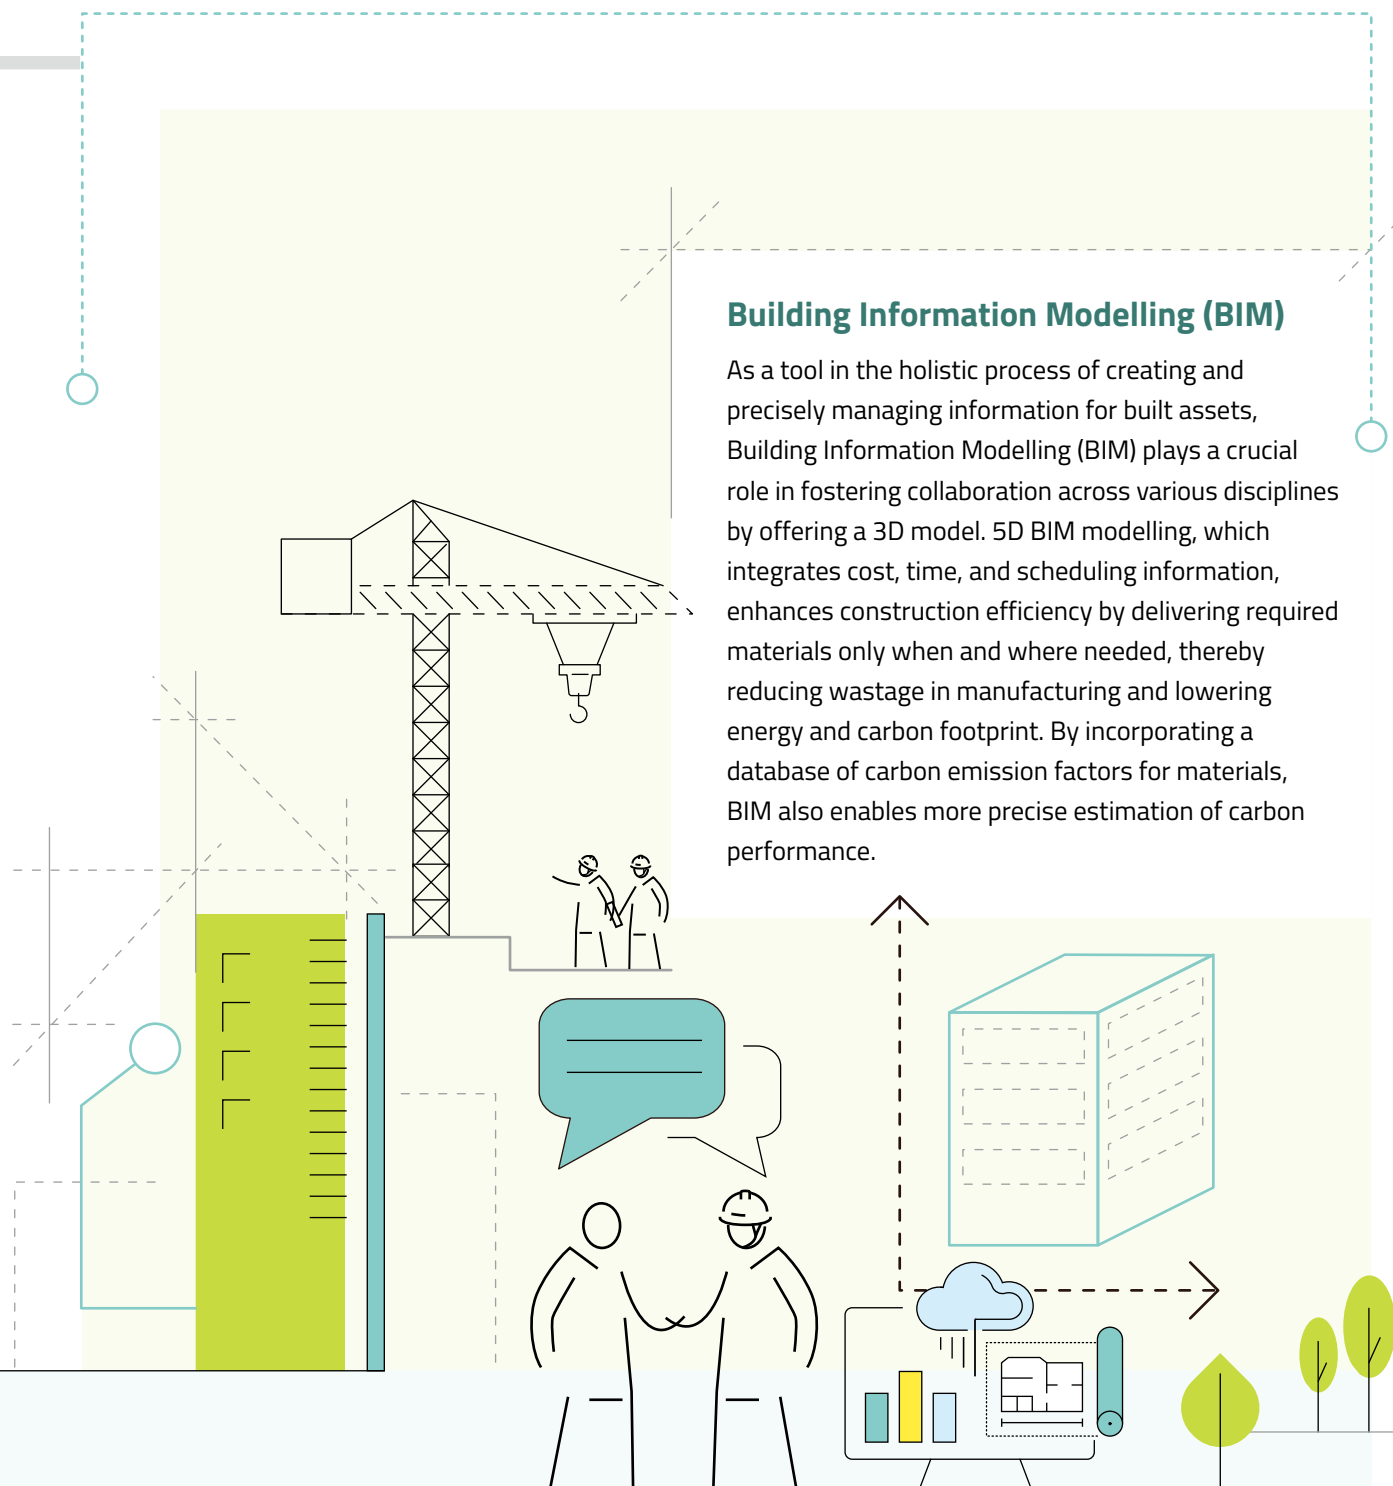 Building Information Modelling (BIM)
As a tool in the holistic process of creating and
precisely managing information for built assets,
Building Information Modelling (BIM) plays a crucial
role in fostering collaboration across various disciplines
by offering a 3D model. 5D BIM modelling, which
integrates cost, time, and scheduling information,
enhances construction efficiency by delivering required
materials only when and where needed, thereby
reducing wastage in manufacturing and lowering
energy and carbon footprint. By incorporating a
database of carbon emission factors for materials,
BIM also enables more precise estimation of carbon
performance.